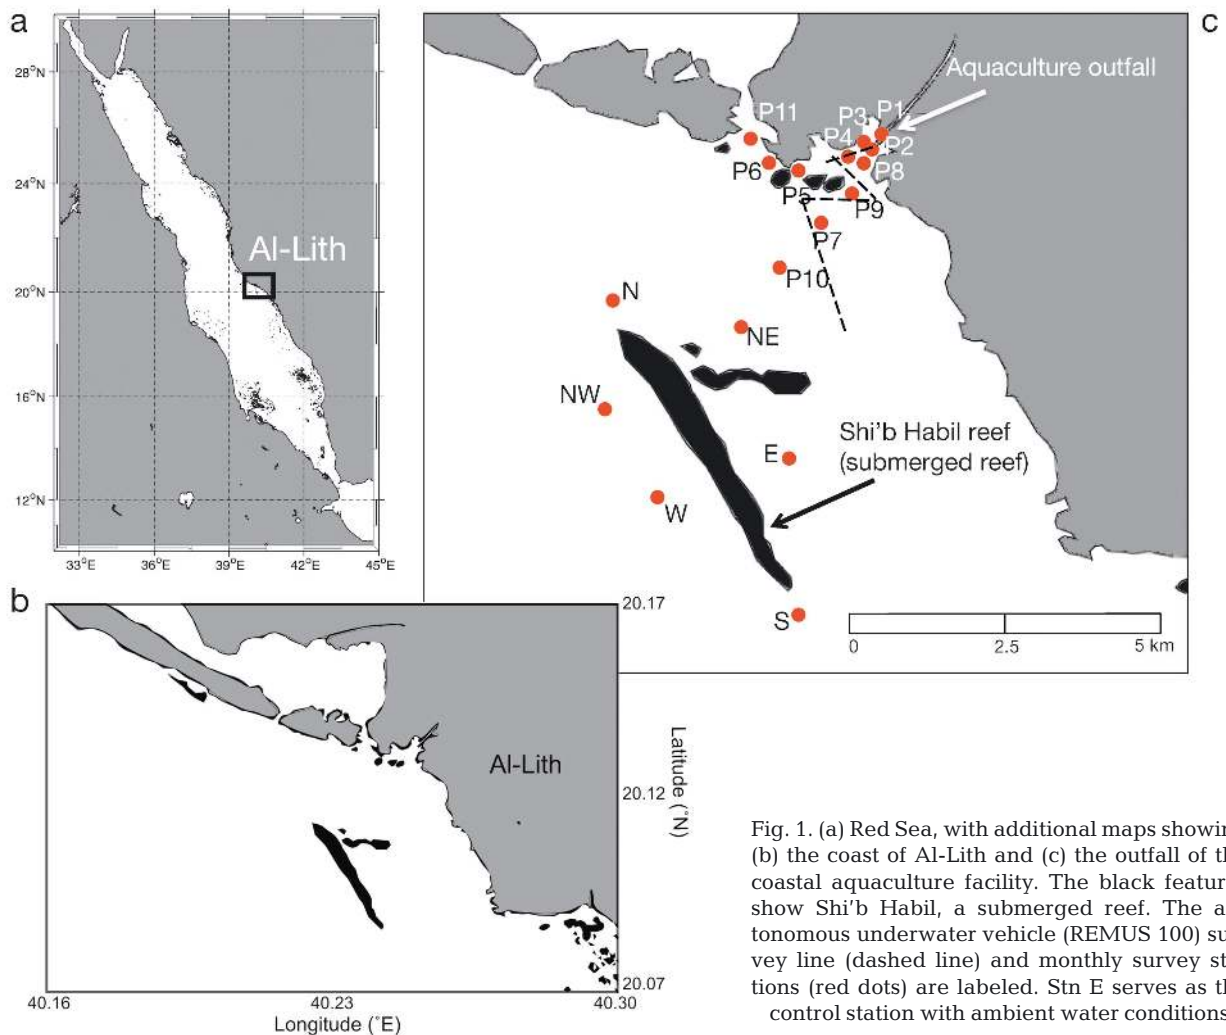 a
28°N
24°N
20°N
16°N
12°N
33°E
36°E
39°E
42°E
45°E
Al-Lith
c
Aquaculture outfall
P11
P3
P1
P4
P2
P6
P5
P8
P9
P7
P10
N
NE
NW
E
W
S
Shi'b Habil reef
(submerged reef)
0
2.5
5 km
b
20.17
20.12
20.07
Latitude (°N)
Al-Lith
40.16
40.23
40.30
Longitude (°E)
Fig. 1. (a) Red Sea, with additional maps showin
(b) the coast of Al-Lith and (c) the outfall of th
coastal aquaculture facility. The black featur
show Shi'b Habil, a submerged reef. The a
tonomous underwater vehicle (REMUS 100) su
vey line (dashed line) and monthly survey st
tions (red dots) are labeled. Stn E serves as th
control station with ambient water conditions